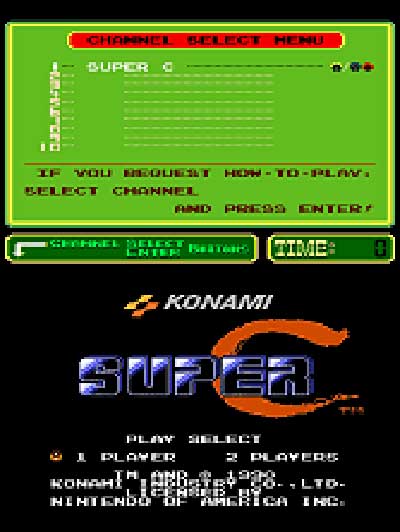 CHANNEL SELECT MENU
1 SUPER C
IF YOU REQUEST HOW-TO-PLAY,
SELECT CHANNEL
AND PRESS ENTER!
CHANNEL SELECT
ENTER BUTTONS
TIME: 0
KONAMI
SUPER C
TM
PLAY SELECT
1 PLAYER 2 PLAYERS
TM AND © 1990
KONAMI INDUSTRY CO.,LTD.
LICENSED BY
NINTENDO OF AMERICA INC.